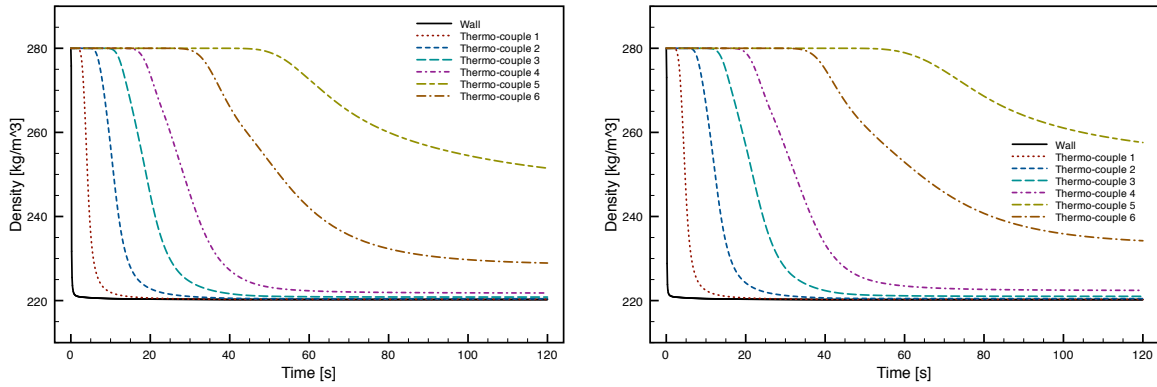 Density [kg/m^3]
280
260
240
220
0
20
40
60
80
100
120
Time [s]
Wall
Thermo-couple 1
Thermo-couple 2
Thermo-couple 3
Thermo-couple 4
Thermo-couple 5
Thermo-couple 6
Density [kg/m^3]
280
260
240
220
0
20
40
60
80
100
120
Time [s]
Wall
Thermo-couple 1
Thermo-couple 2
Thermo-couple 3
Thermo-couple 4
Thermo-couple 5
Thermo-couple 6